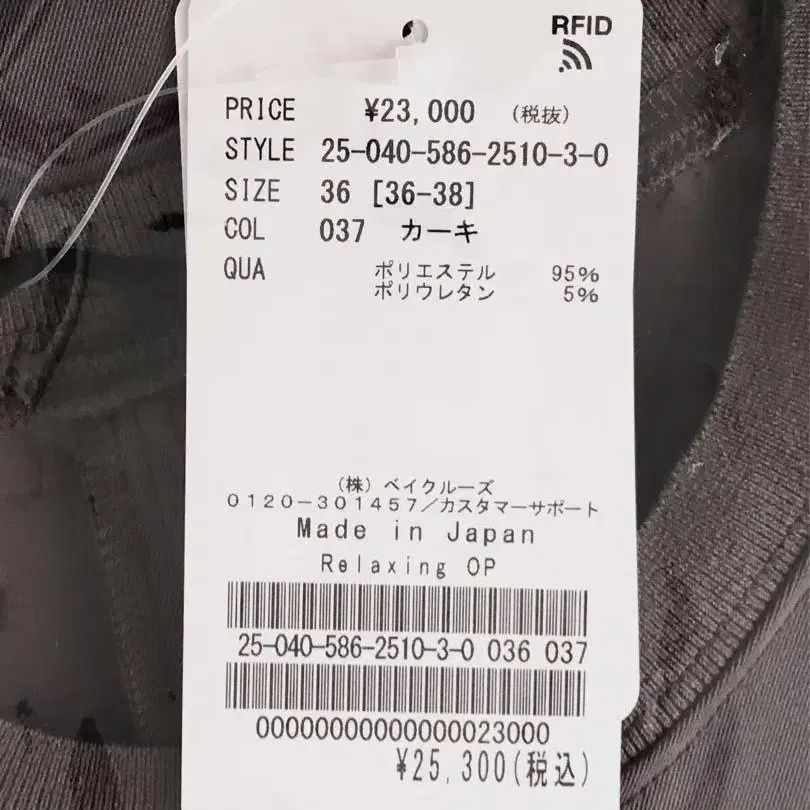 RFID
PRICE ¥23,000 (税抜)
STYLE 25-040-586-2510-3-0
SIZE 36 [36-38]
COL 037 カーキ
QUA ポリエステル 95%
ポリウレタン 5%
(株) ベイクルーズ
0120-301457/カスタマーサポート
Made in Japan
Relaxing OP
25-040-586-2510-3-0 036 037
00000000000000023000
¥25,300(税込)